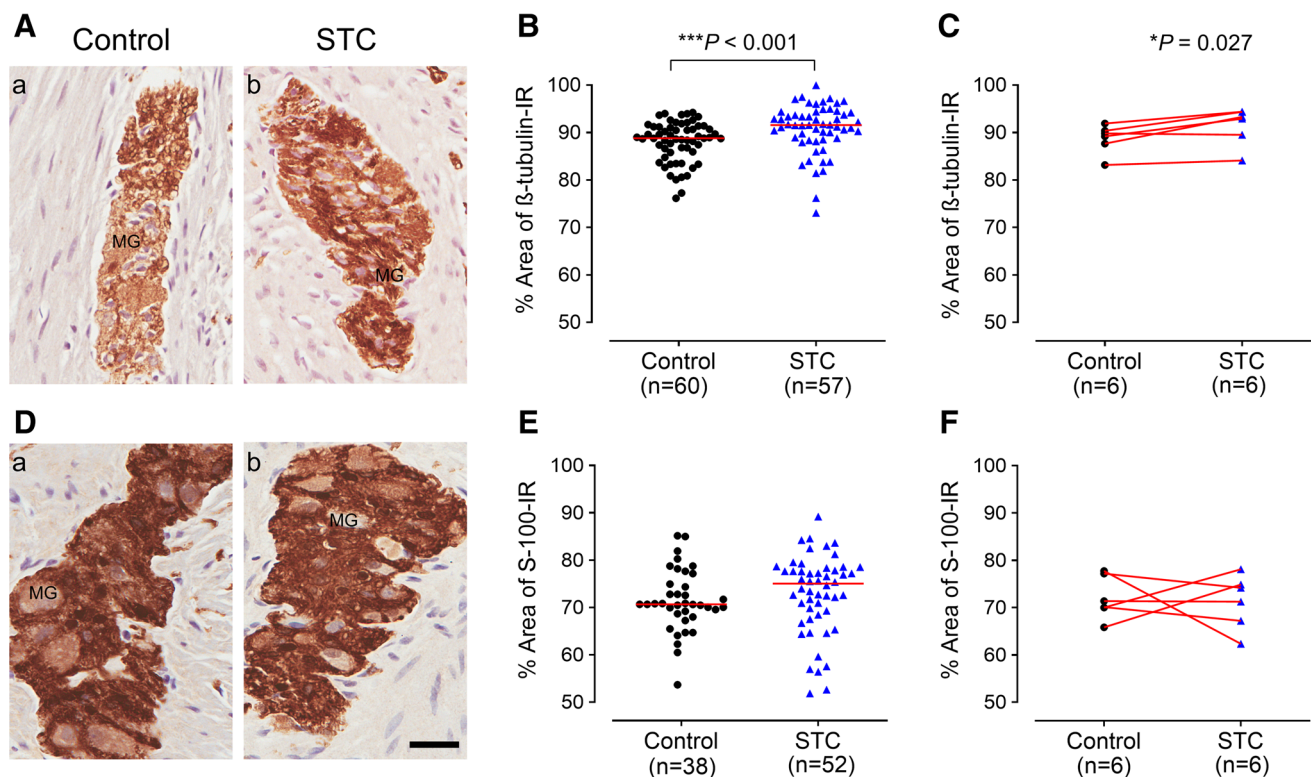 A
Control
STC
a
b
MG
MG
B
***P < 0.001
% Area of ß-tubulin-IR
100
90
80
70
60
50
Control
(n=60)
STC
(n=57)
C
*P = 0.027
% Area of ß-tubulin-IR
100
90
80
70
60
50
Control
(n=6)
STC
(n=6)
D
a
b
MG
MG
E
% Area of S-100-IR
100
90
80
70
60
50
Control
(n=38)
STC
(n=52)
F
% Area of S-100-IR
100
90
80
70
60
50
Control
(n=6)
STC
(n=6)